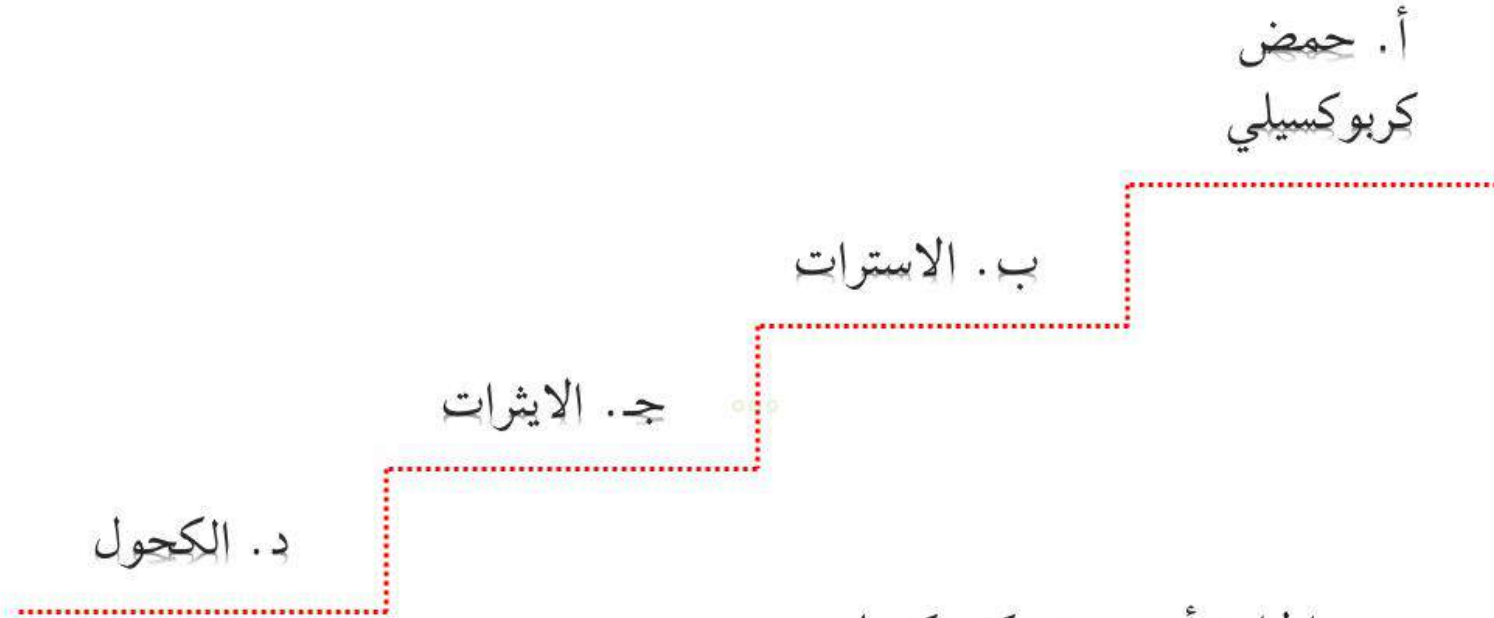 أ. حمض
كربوكسيلي
ب. الاسترات
جـ. الايثرات
د. الكحول